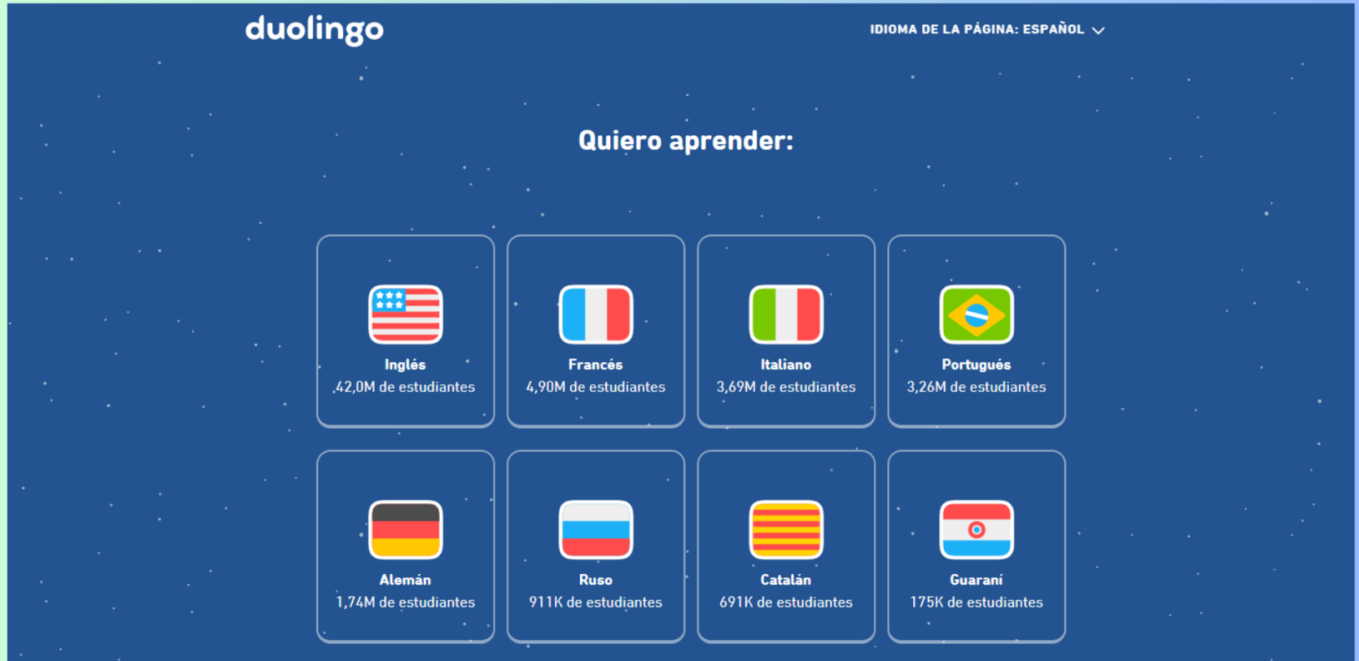 duolingo
IDIOMA DE LA PÁGINA: ESPAÑOL
Quiero aprender:
Inglés
42,0M de estudiantes
Francés
4,90M de estudiantes
Italiano
3,69M de estudiantes
Portugués
3,26M de estudiantes
Alemán
1,74M de estudiantes
Ruso
911K de estudiantes
Catalán
691K de estudiantes
Guaraní
175K de estudiantes